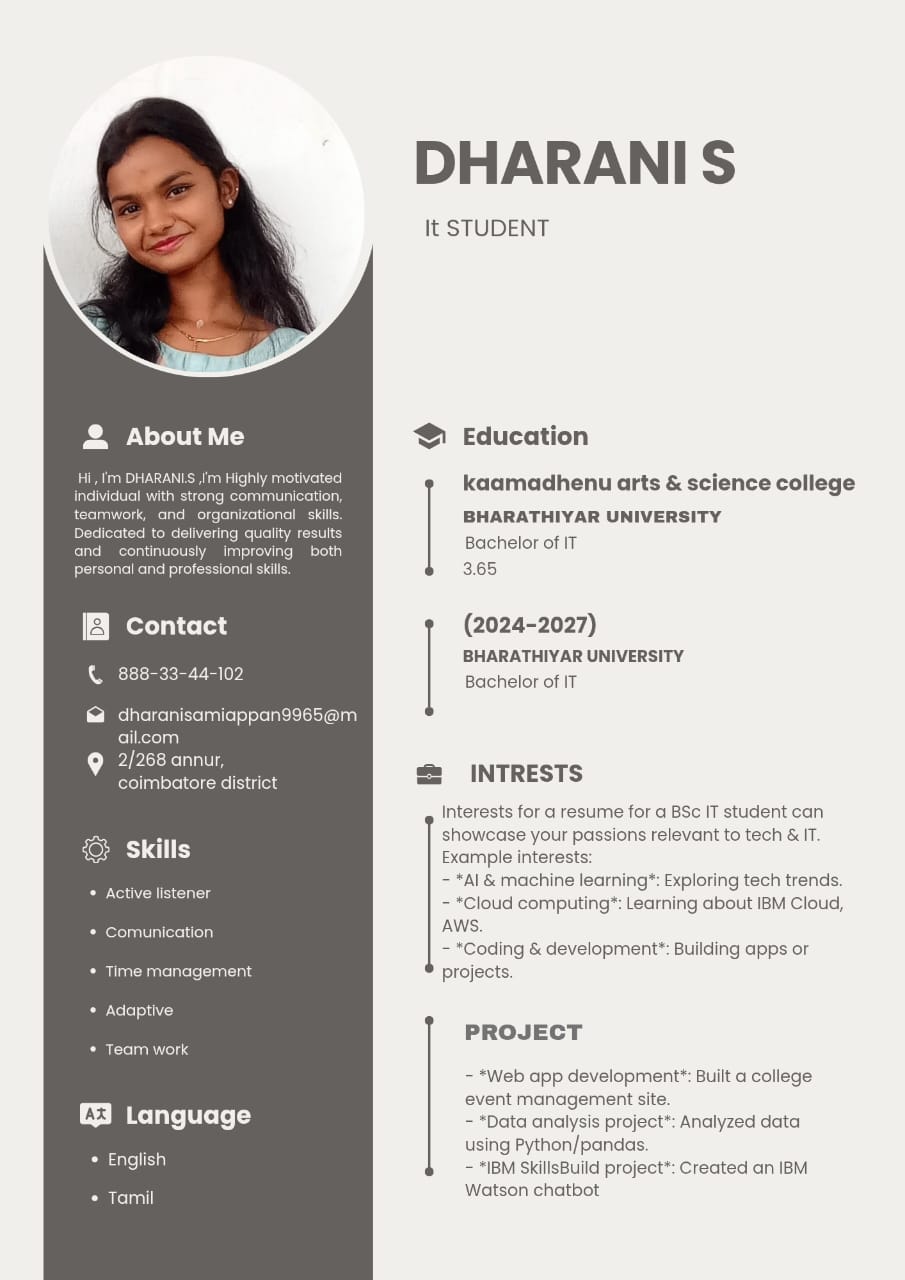 DHARANI S
It STUDENT
About Me
Hi , I'm DHARANI.S ,I'm Highly motivated
individual with strong communication,
teamwork, and organizational skills.
Dedicated to delivering quality results
and continuously improving both
personal and professional skills.
Contact
888-33-44-102
dharanisamiappan9965@m
ail.com
2/268 annur,
coimbatore district
Skills
• Active listener
• Comunication
• Time management
• Adaptive
• Team work
Language
• English
• Tamil
Education
kaamadhenu arts & science college
BHARATHIYAR UNIVERSITY
Bachelor of IT
3.65
(2024-2027)
BHARATHIYAR UNIVERSITY
Bachelor of IT
INTRESTS
Interests for a resume for a BSc IT student can
showcase your passions relevant to tech & IT.
Example interests:
- *AI & machine learning*: Exploring tech trends.
- *Cloud computing*: Learning about IBM Cloud,
AWS.
- *Coding & development*: Building apps or
projects.
PROJECT
- *Web app development*: Built a college
event management site.
- *Data analysis project*: Analyzed data
using Python/pandas.
- *IBM SkillsBuild project*: Created an IBM
Watson chatbot